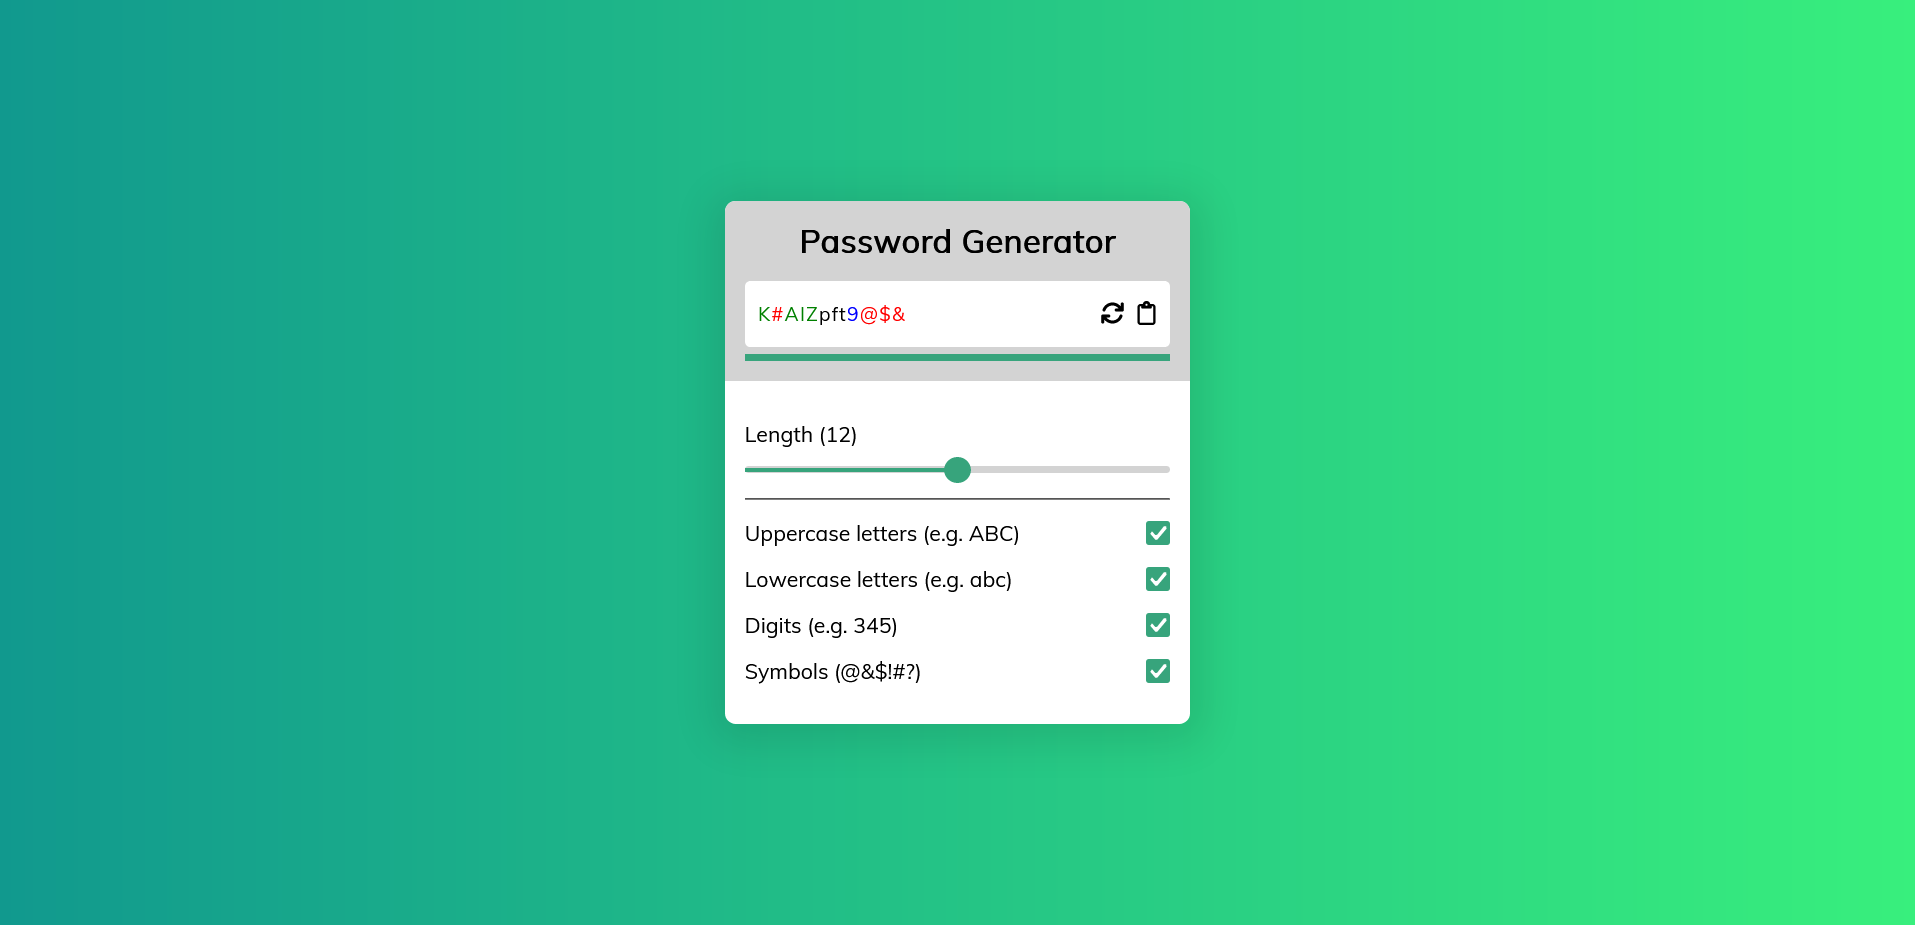 Password Generator
K#AIZpft9@$&
Length (12)
Uppercase letters (e.g. ABC)
Lowercase letters (e.g. abc)
Digits (e.g. 345)
Symbols (@&$!#?)